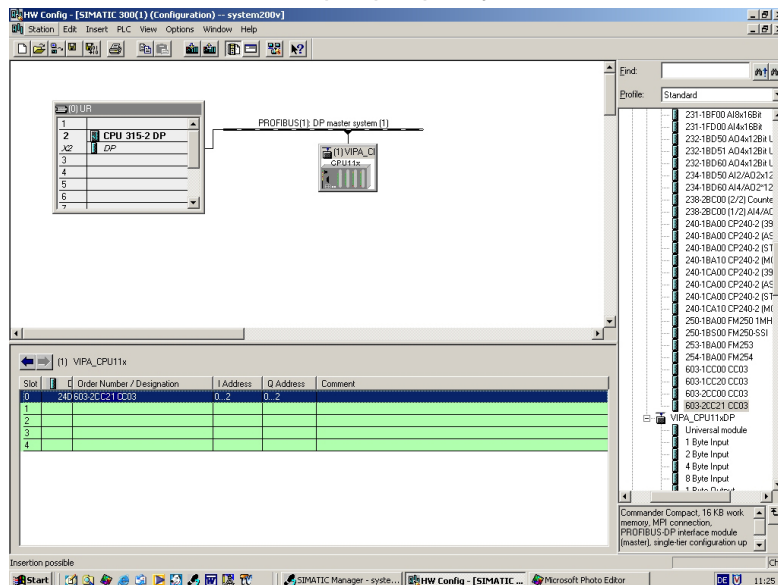 HW Config - [SIMATIC 300(1) (Configuration) -- system200v]
Station Edit Insert PLC View Options Window Help
(0) UR
1
2 CPU 315-2 DP
X2 DP
3
4
5
6
7
PROFIBUS(1): DP master system (1)
(1) VIPA_CI
CPU11x
Find:
Profile: Standard
231-1BF00 AI8x16Bit
231-1FD00 AI4x16Bit
232-1BD50 AO4x12Bit U
232-1BD51 AO4x12Bit U
232-1BD60 AO4x12Bit U
234-1BD50 AI2/AO2x12
234-1BD60 AI4/AO2*12
238-2BC00 (2/2) Counte
238-2BC00 (1/2) AI4/AC
240-1BA00 CP240-2 (39
240-1BA00 CP240-2 (AS
240-1BA00 CP240-2 (ST
240-1BA10 CP240-2 (M(
240-1CA00 CP240-2 (39
240-1CA00 CP240-2 (AS
240-1CA00 CP240-2 (ST
240-1CA10 CP240-2 (M(
250-1BA00 FM250 1MH
250-1BS00 FM250-SSI
253-1BA00 FM253
254-1BA00 FM254
603-1CC00 CC03
603-1CC20 CC03
603-2CC00 CC03
603-2CC21 CC03
VIPA_CPU11xDP
Universal module
1 Byte Input
2 Byte Input
4 Byte Input
8 Byte Input
1 Byte Output
(1) VIPA_CPU11x
Slot D Order Number / Designation I Address Q Address Comment
0 24D 603-2CC21 CC03 0...2 0...2
1
2
3
4
Commander Compact, 16 KB work
memory, MPI connection,
PROFIBUS-DP interface module
(master), single-tier configuration up
Insertion possible
Ch
Start
SIMATIC Manager - syste...
HW Config - [SIMATIC ...
Microsoft Photo Editor
DE
11:25